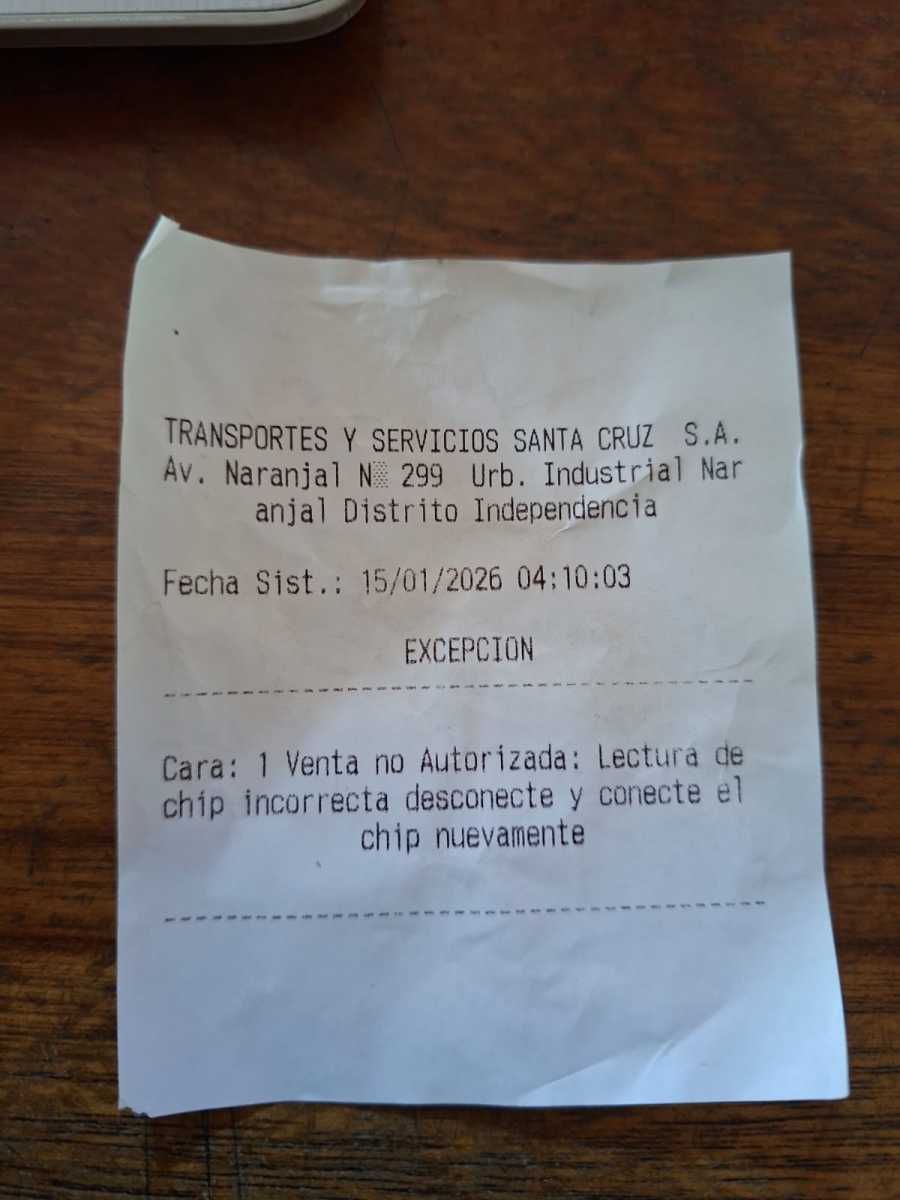 TRANSPORTES Y SERVICIOS SANTA CRUZ S.A.
Av. Naranjal N▒ 299 Urb. Industrial Nar
anjal Distrito Independencia
Fecha Sist.: 15/01/2026 04:10:03
EXCEPCION
Cara: 1 Venta no Autorizada: Lectura de
chip incorrecta desconecte y conecte el
chip nuevamente